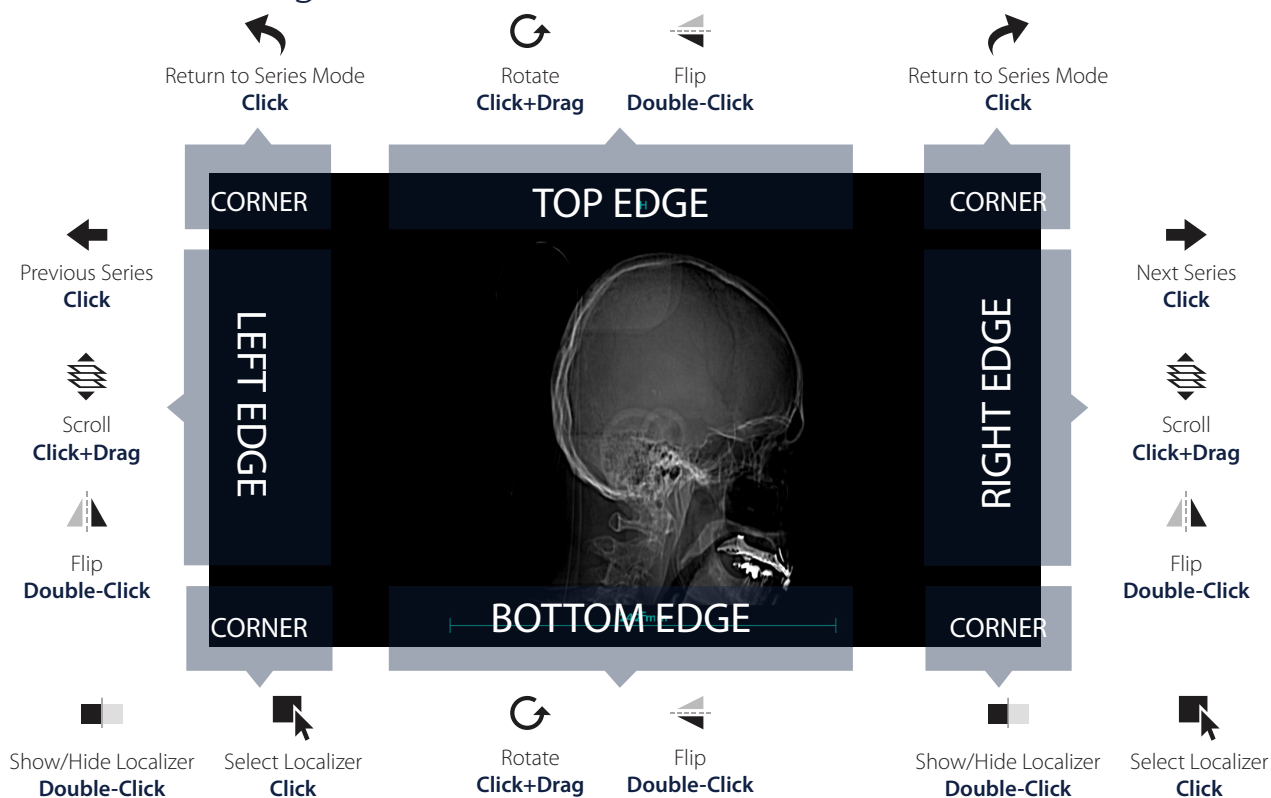 Return to Series Mode
Click
Rotate
Click+Drag
Flip
Double-Click
Return to Series Mode
Click
CORNER
TOP EDGE
H
CORNER
Previous Series
Click
Scroll
Click+Drag
Flip
Double-Click
LEFT EDGE
RIGHT EDGE
Next Series
Click
Scroll
Click+Drag
Flip
Double-Click
CORNER
BOTTOM EDGE
CORNER
Show/Hide Localizer
Double-Click
Select Localizer
Click
Rotate
Click+Drag
Flip
Double-Click
Show/Hide Localizer
Double-Click
Select Localizer
Click